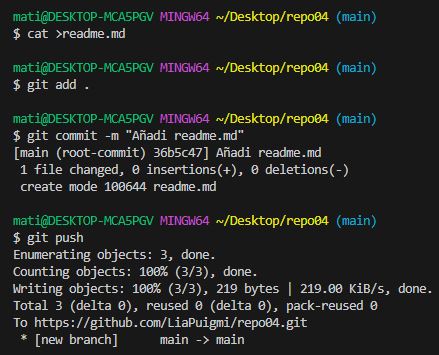 mati@DESKTOP-MCA5PGV MINGW64 ~/Desktop/repo04 (main)
$ cat >readme.md
mati@DESKTOP-MCA5PGV MINGW64 ~/Desktop/repo04 (main)
$ git add .
mati@DESKTOP-MCA5PGV MINGW64 ~/Desktop/repo04 (main)
$ git commit -m "Añadi readme.md"
[main (root-commit) 36b5c47] Añadi readme.md
1 file changed, 0 insertions(+), 0 deletions(-)
create mode 100644 readme.md
mati@DESKTOP-MCA5PGV MINGW64 ~/Desktop/repo04 (main)
$ git push
Enumerating objects: 3, done.
Counting objects: 100% (3/3), done.
Writing objects: 100% (3/3), 219 bytes | 219.00 KiB/s, done.
Total 3 (delta 0), reused 0 (delta 0), pack-reused 0
To https://github.com/LiaPuigmi/repo04.git
* [new branch]      main -> main